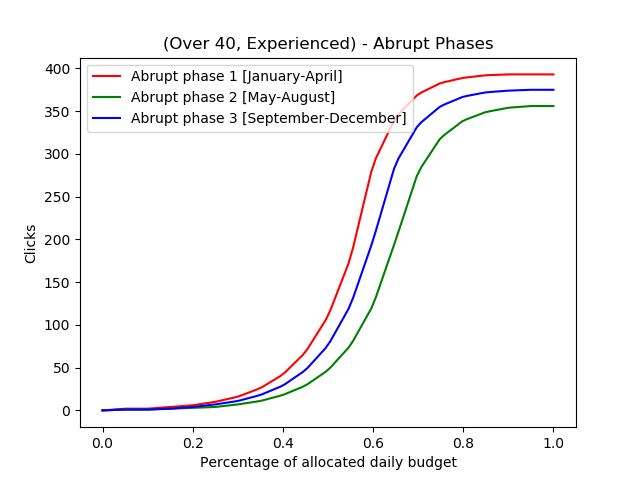 (Over 40, Experienced) - Abrupt Phases
Abrupt phase 1 [January-April]
Abrupt phase 2 [May-August]
Abrupt phase 3 [September-December]
400
350
300
250
200
150
100
50
0
Clicks
0.0 0.2 0.4 0.6 0.8 1.0
Percentage of allocated daily budget